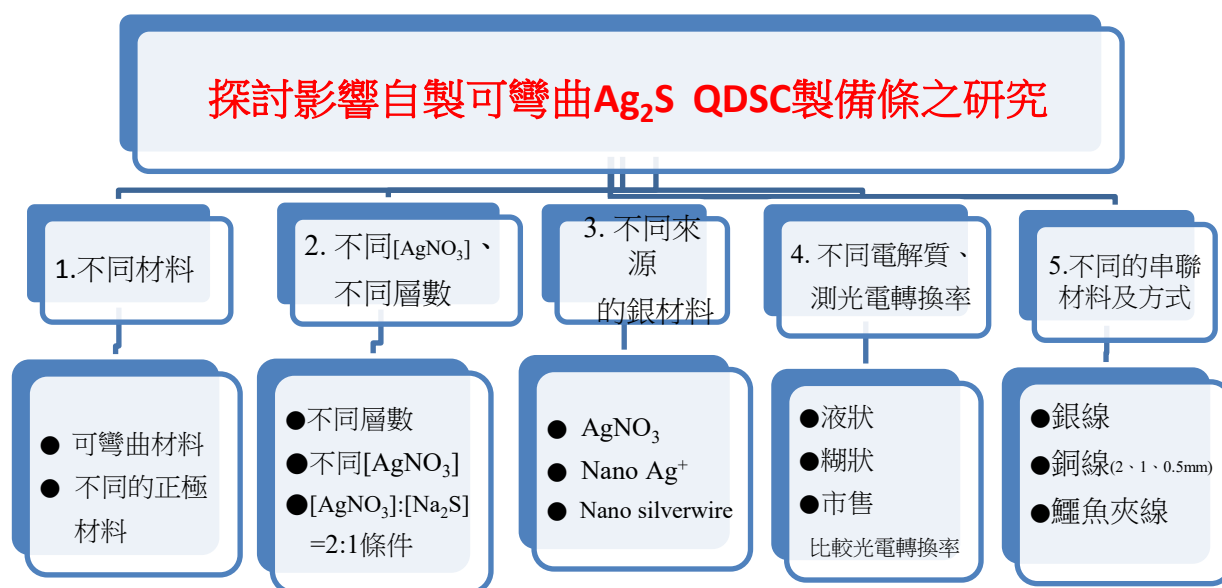 探討影響自製可彎曲Ag₂S QDSC製備條之研究
1.不同材料
2. 不同[AgNO₃]、
不同層數
3. 不同來
源
的銀材料
4. 不同電解質、
測光電轉換率
5.不同的串聯
材料及方式
● 可彎曲材料
● 不同的正極
材料
●不同層數
●不同[AgNO₃]
●[AgNO₃]:[Na₂S]
=2:1條件
● AgNO₃
● Nano Ag⁺
● Nano silverwire
●液狀
●糊狀
●市售
比較光電轉換率
●銀線
●銅線(2、1、0.5mm)
●鱷魚夾線